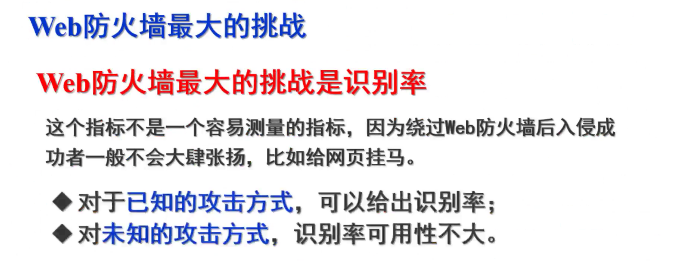 Web防火墙最大的挑战
Web防火墙最大的挑战是识别率
这个指标不是一个容易测量的指标，因为绕过Web防火墙后入侵成
功者一般不会大肆张扬，比如给网页挂马。
◆对于已知的攻击方式，可以给出识别率；
◆对未知的攻击方式，识别率可用性不大。